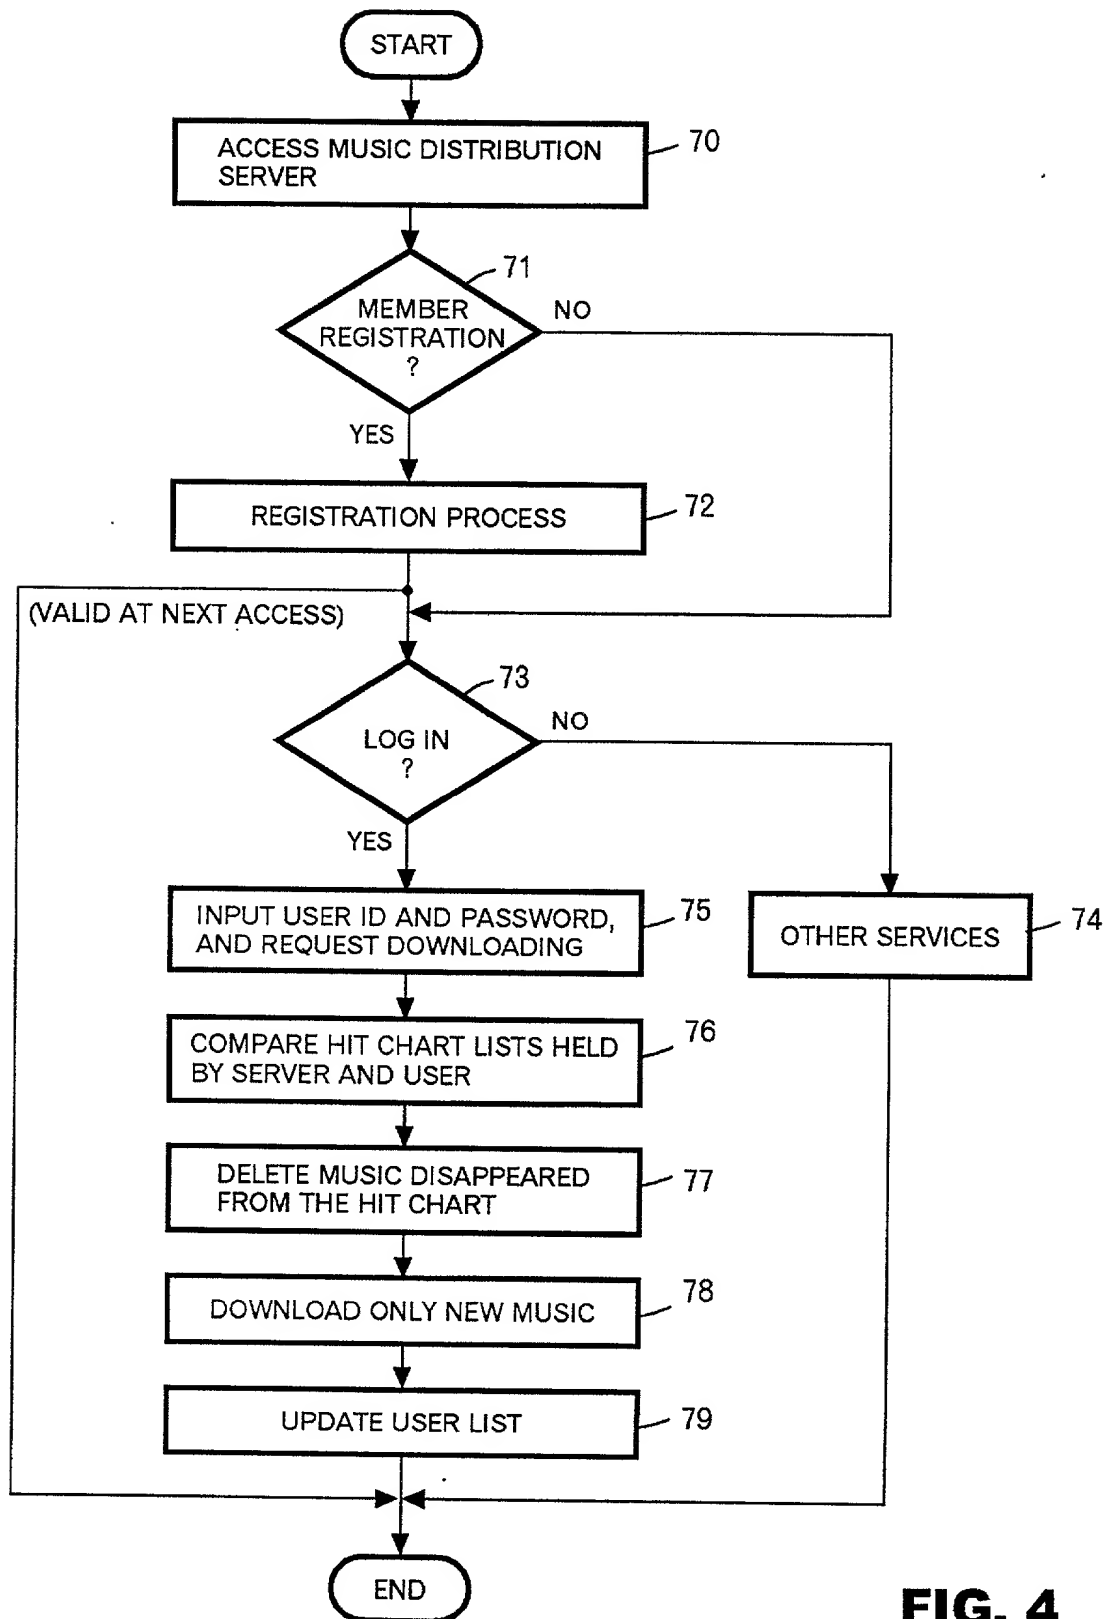 START
ACCESS MUSIC DISTRIBUTION
SERVER
70
71
MEMBER
REGISTRATION
?
NO
YES
REGISTRATION PROCESS
72
(VALID AT NEXT ACCESS)
73
LOG IN
?
NO
YES
INPUT USER ID AND PASSWORD,
AND REQUEST DOWNLOADING
75
OTHER SERVICES
74
COMPARE HIT CHART LISTS HELD
BY SERVER AND USER
76
DELETE MUSIC DISAPPEARED
FROM THE HIT CHART
77
DOWNLOAD ONLY NEW MUSIC
78
UPDATE USER LIST
79
END
FIG. 4